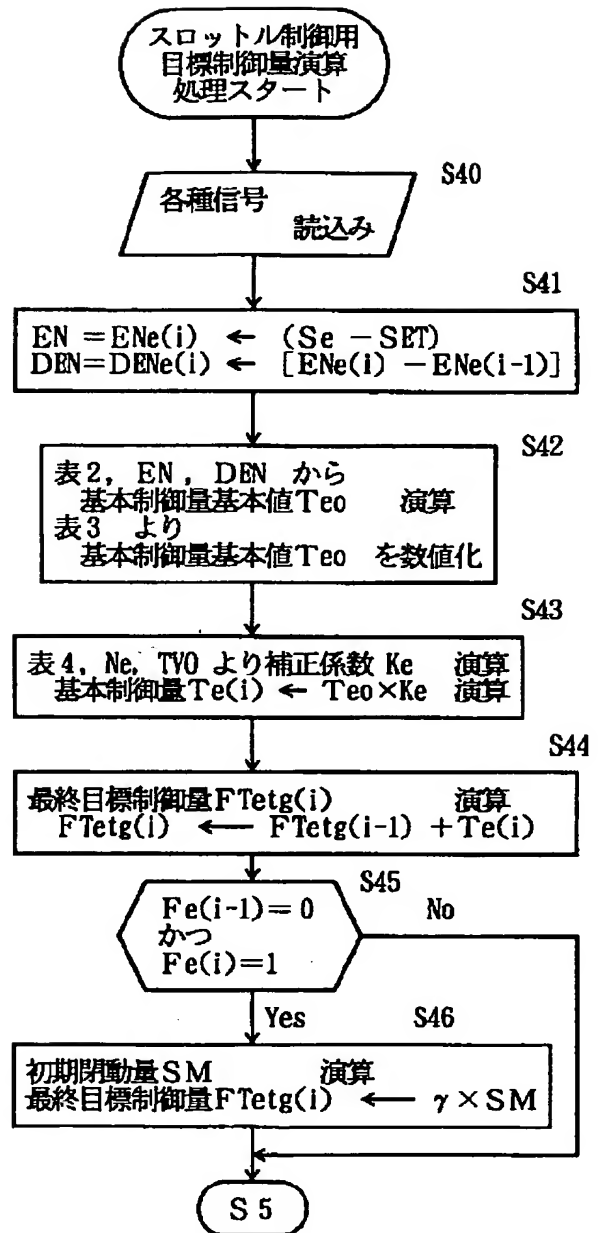 スロットル制御用
目標制御量演算
処理スタート
S40
各種信号
読込み
S41
EN =ENe(i) ← (Se -SET)
DEN=DENe(i) ← [ENe(i) -ENe(i-1)]
S42
表2, EN , DEN から
基本制御量基本値Teo 演算
表3 より
基本制御量基本値Teo を数値化
S43
表4, Ne, TVO より補正係数 Ke 演算
基本制御量Te(i) ← Teo×Ke 演算
S44
最終目標制御量FTetg(i) 演算
FTetg(i) ← FTetg(i-1) +Te(i)
S45
Fe(i-1)=0 No
かつ
Fe(i)=1
Yes S46
初期閉動量SM 演算
最終目標制御量FTetg(i) ← γ×SM
S 5